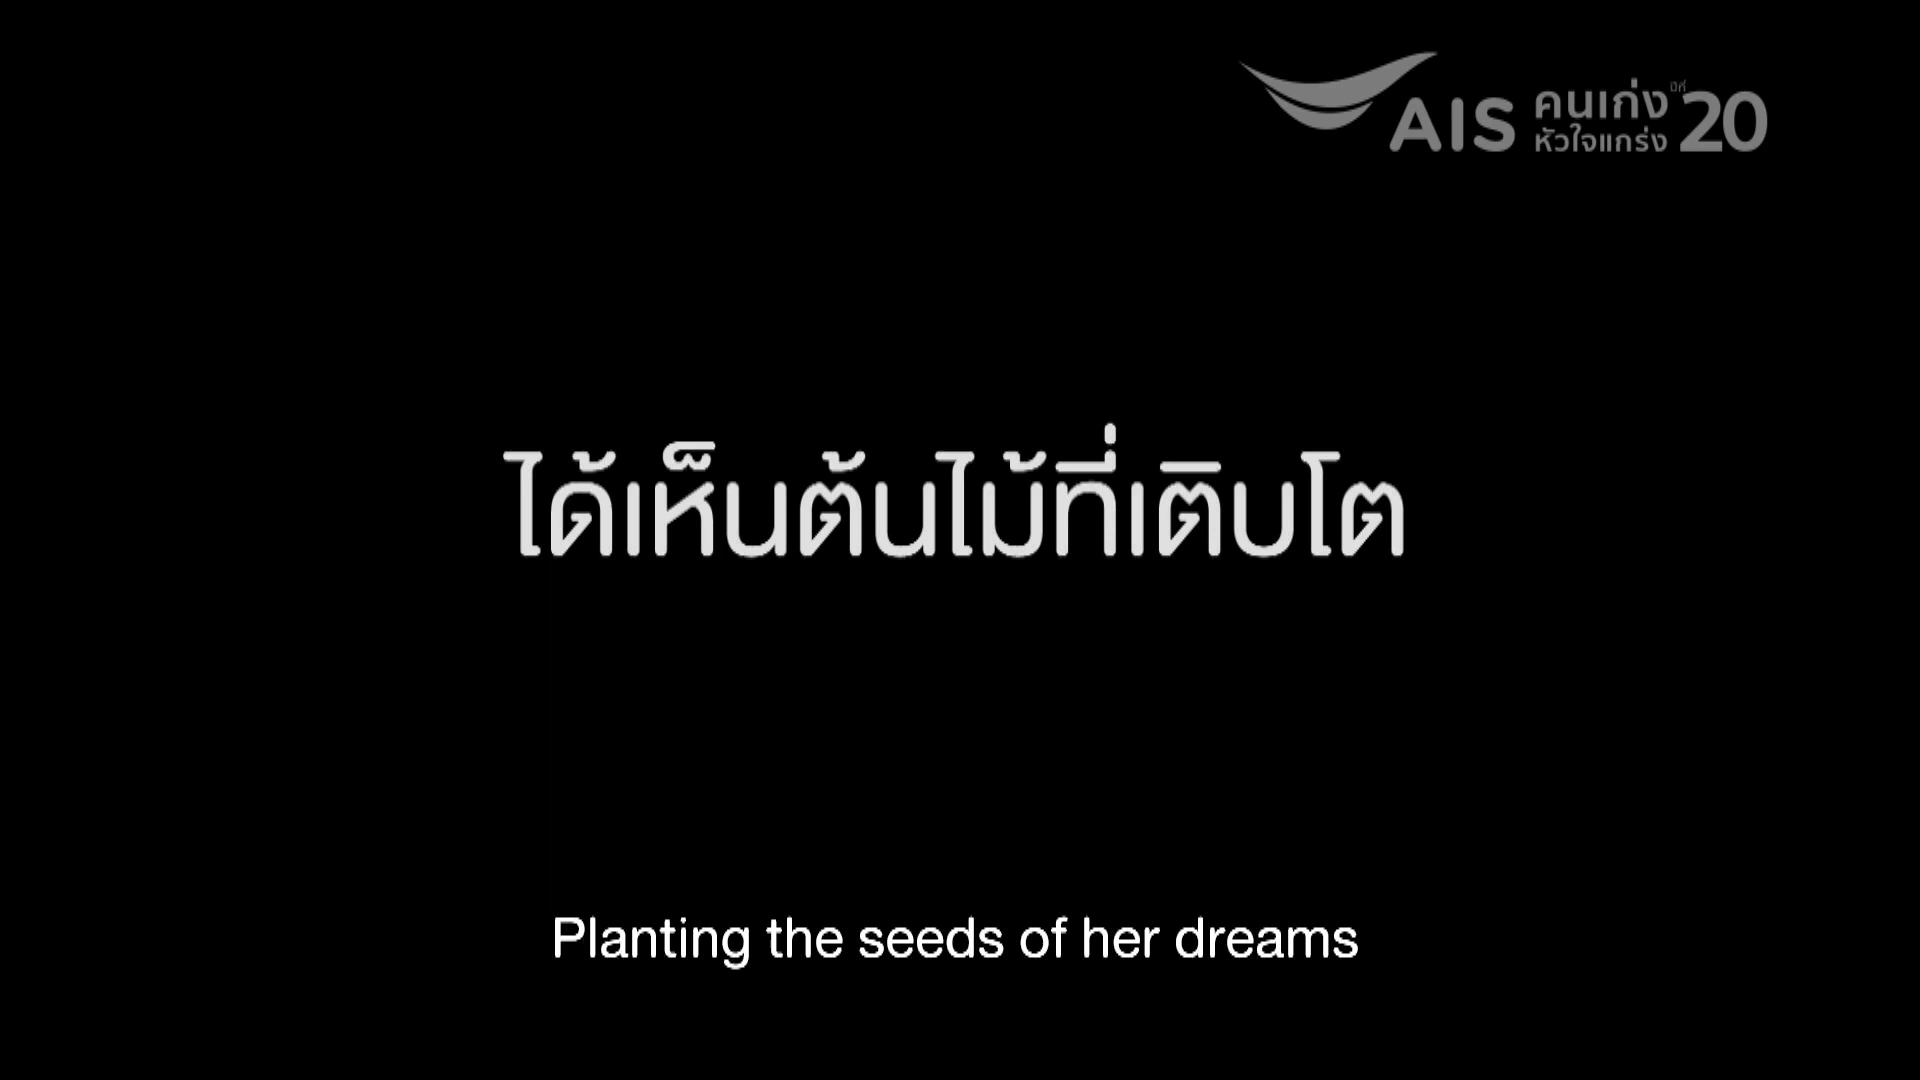 AIS คนเก่ง ปีที่ 20
หัวใจแกร่ง
ได้เห็นต้นไม้ที่เติบโต
Planting the seeds of her dreams